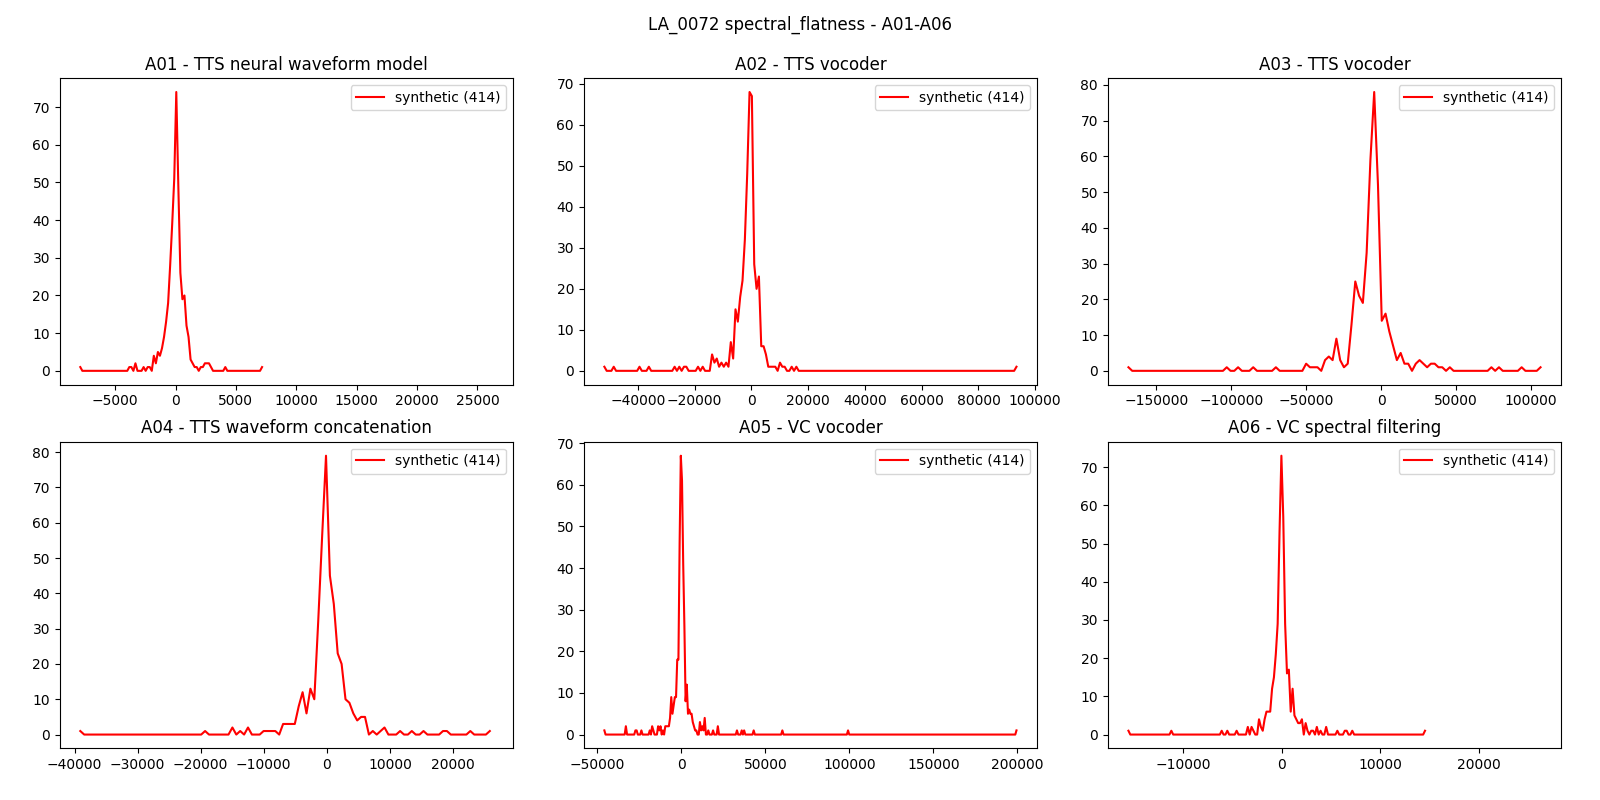 LA_0072 spectral_flatness - A01-A06
A01 - TTS neural waveform model
synthetic (414)
70
60
50
40
30
20
10
0
−5000 0 5000 10000 15000 20000 25000
A02 - TTS vocoder
synthetic (414)
70
60
50
40
30
20
10
0
−40000 −20000 0 20000 40000 60000 80000 100000
A03 - TTS vocoder
synthetic (414)
80
70
60
50
40
30
20
10
0
−150000 −100000 −50000 0 50000 100000
A04 - TTS waveform concatenation
synthetic (414)
80
70
60
50
40
30
20
10
0
−40000 −30000 −20000 −10000 0 10000 20000
A05 - VC vocoder
synthetic (414)
70
60
50
40
30
20
10
0
−50000 0 50000 100000 150000 200000
A06 - VC spectral filtering
synthetic (414)
70
60
50
40
30
20
10
0
−10000 0 10000 20000